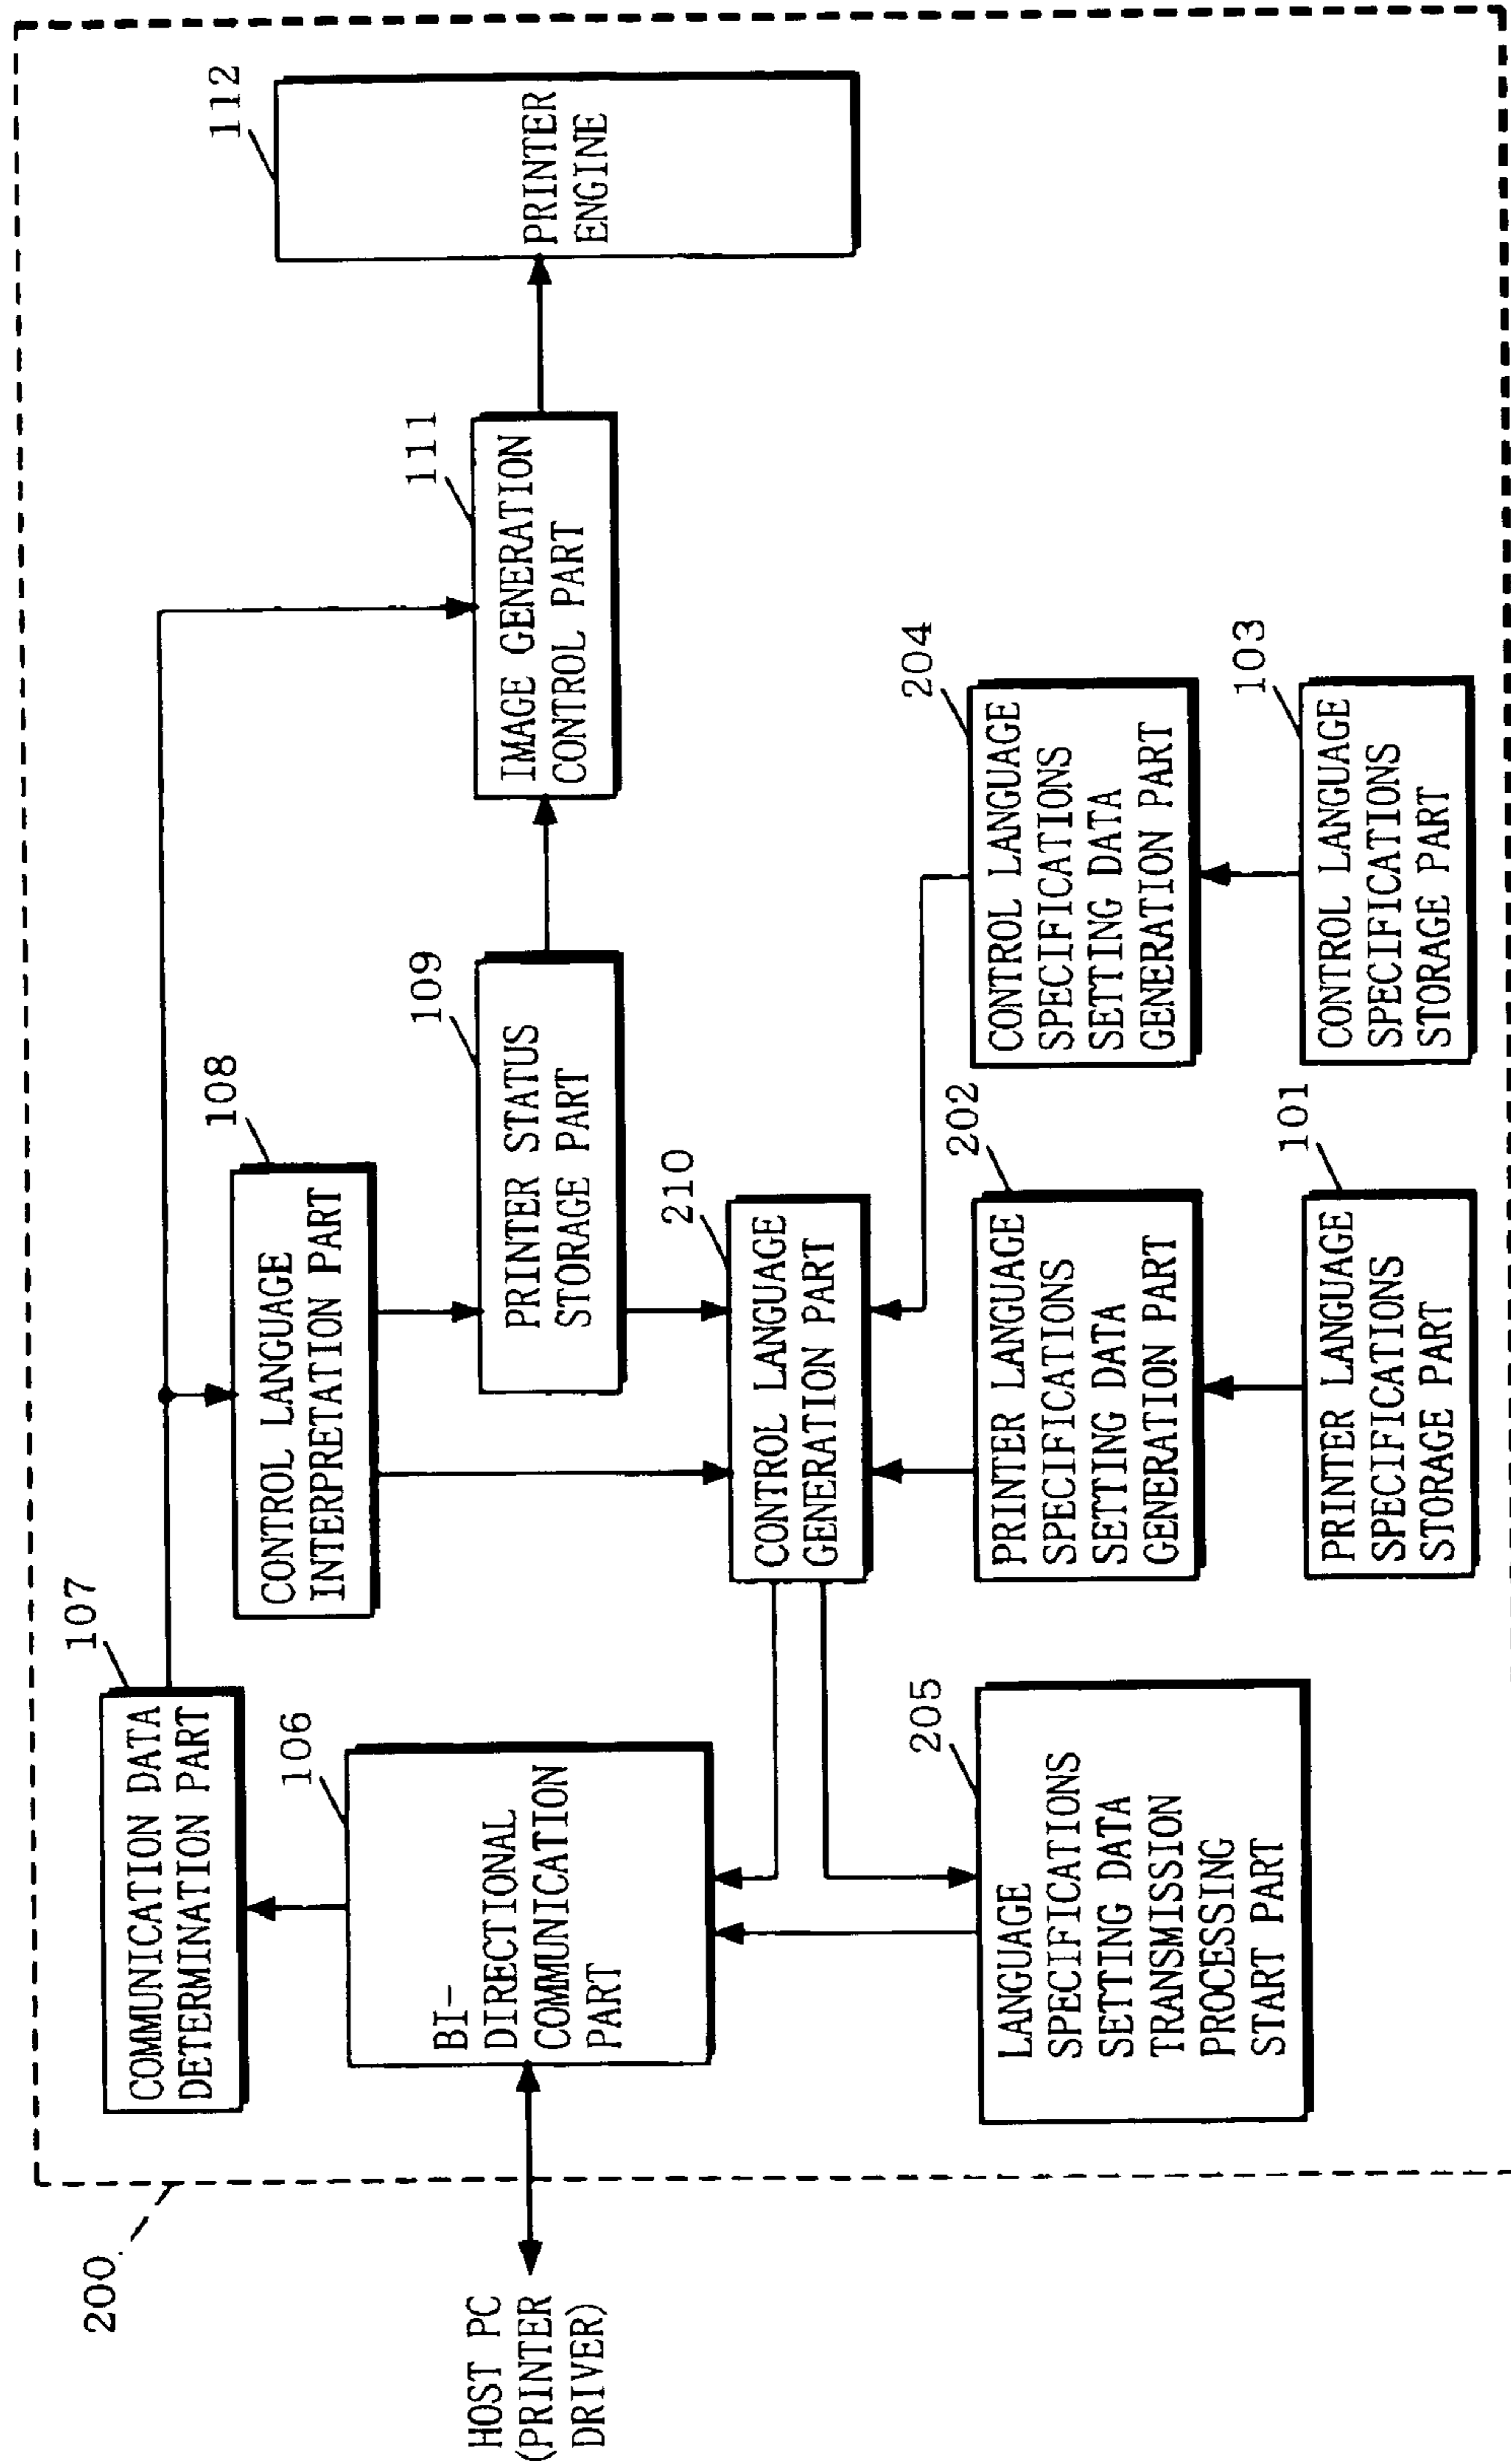 200
HOST PC
(PRINTER
DRIVER)
107
COMMUNICATION DATA
DETERMINATION PART
106
BI-
DIRECTIONAL
COMMUNICATION
PART
205
LANGUAGE
SPECIFICATIONS
SETTING DATA
TRANSMISSION
PROCESSING
START PART
108
CONTROL LANGUAGE
INTERPRETATION PART
109
PRINTER STATUS
STORAGE PART
210
CONTROL LANGUAGE
GENERATION PART
202
PRINTER LANGUAGE
SPECIFICATIONS
SETTING DATA
GENERATION PART
101
PRINTER LANGUAGE
SPECIFICATIONS
STORAGE PART
111
IMAGE GENERATION
CONTROL PART
204
CONTROL LANGUAGE
SPECIFICATIONS
SETTING DATA
GENERATION PART
103
CONTROL LANGUAGE
SPECIFICATIONS
STORAGE PART
112
PRINTER
ENGINE